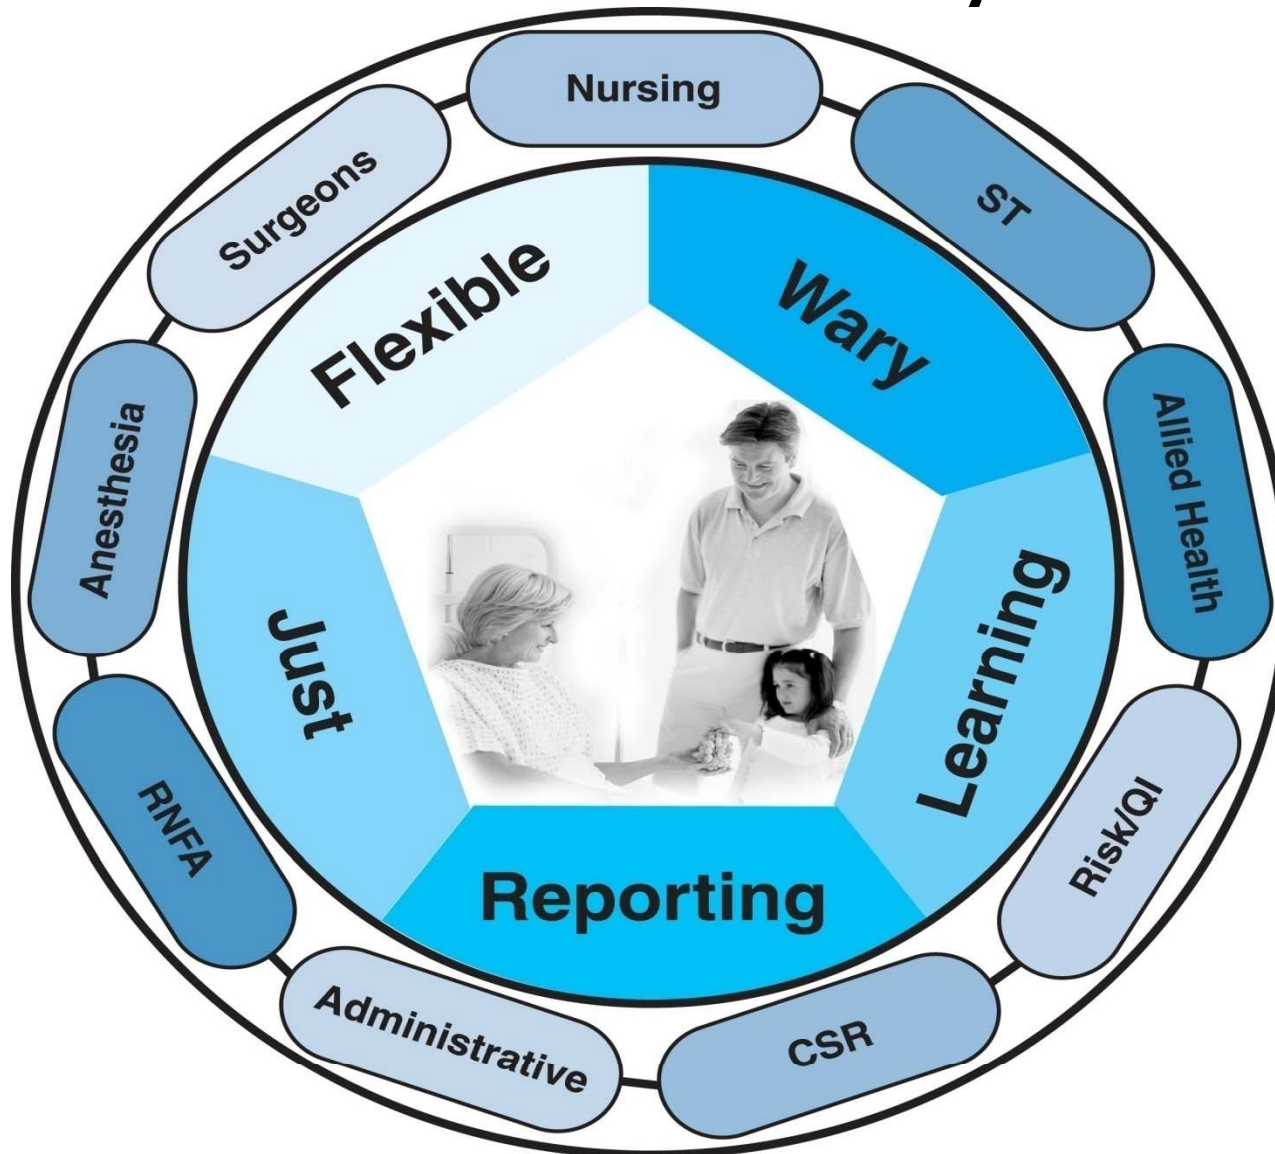 Nursing
ST
Allied Health
Risk/QI
CSR
Administrative
RNFA
Anesthesia
Surgeons
Flexible
Wary
Learning
Reporting
Just